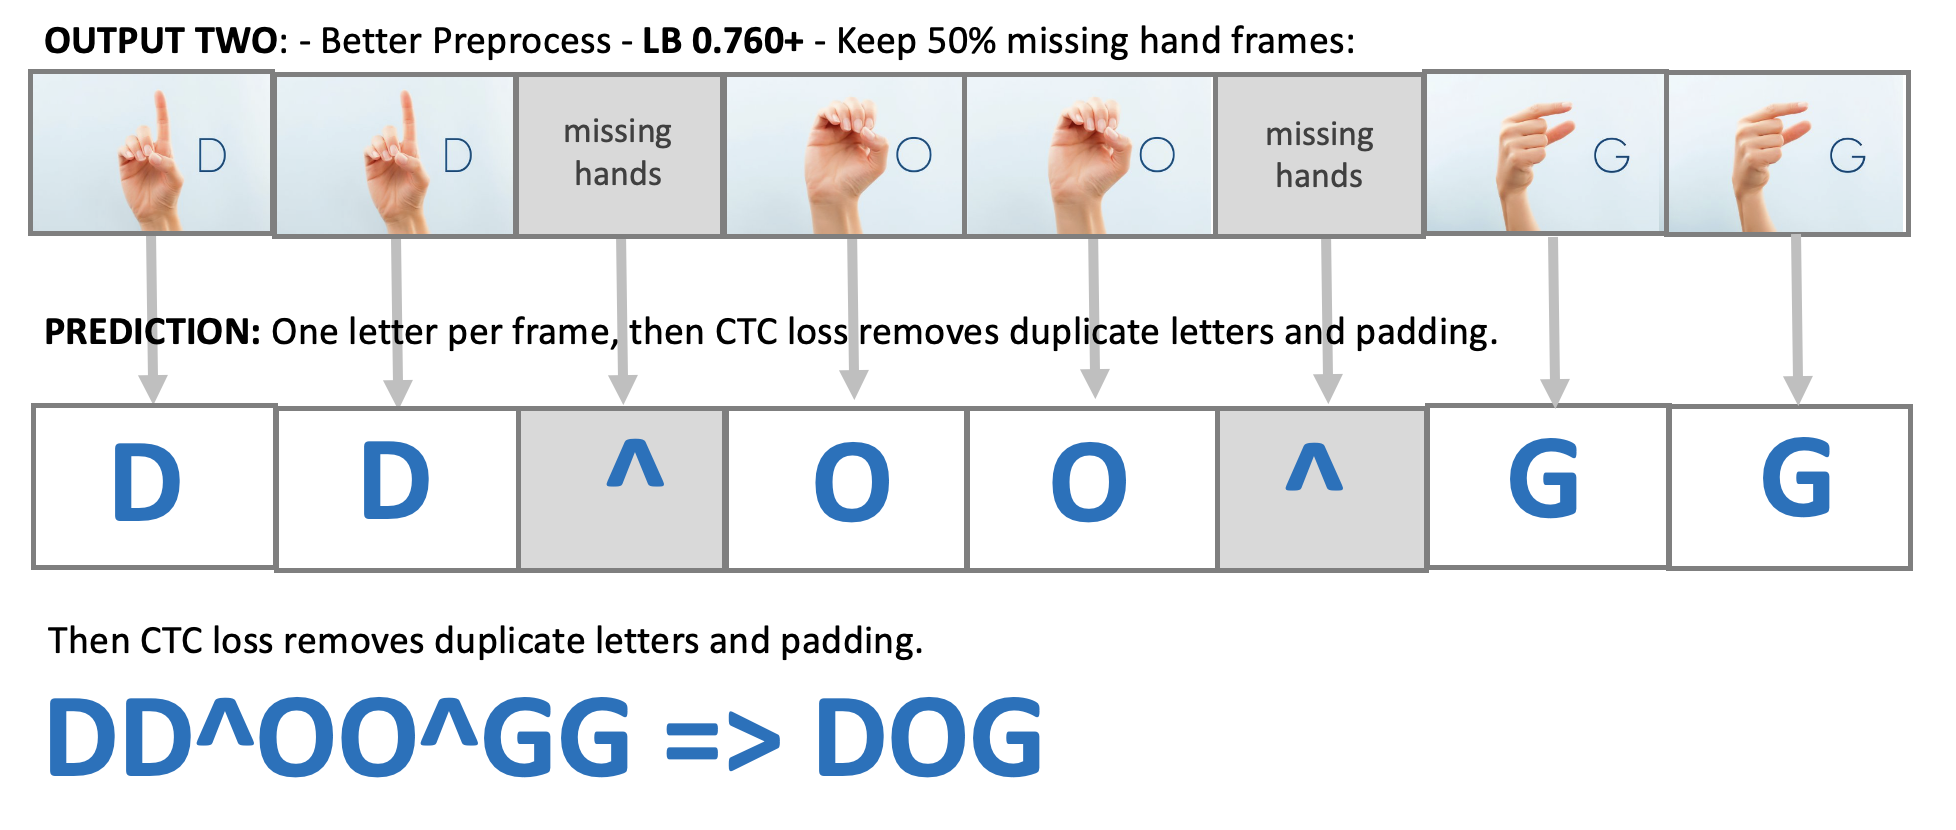 OUTPUT TWO: - Better Preprocess - LB 0.760+ - Keep 50% missing hand frames:
D D missing hands O O missing hands G G
PREDICTION: One letter per frame, then CTC loss removes duplicate letters and padding.
D D ^ O O ^ G G
Then CTC loss removes duplicate letters and padding.
DD^OO^GG => DOG